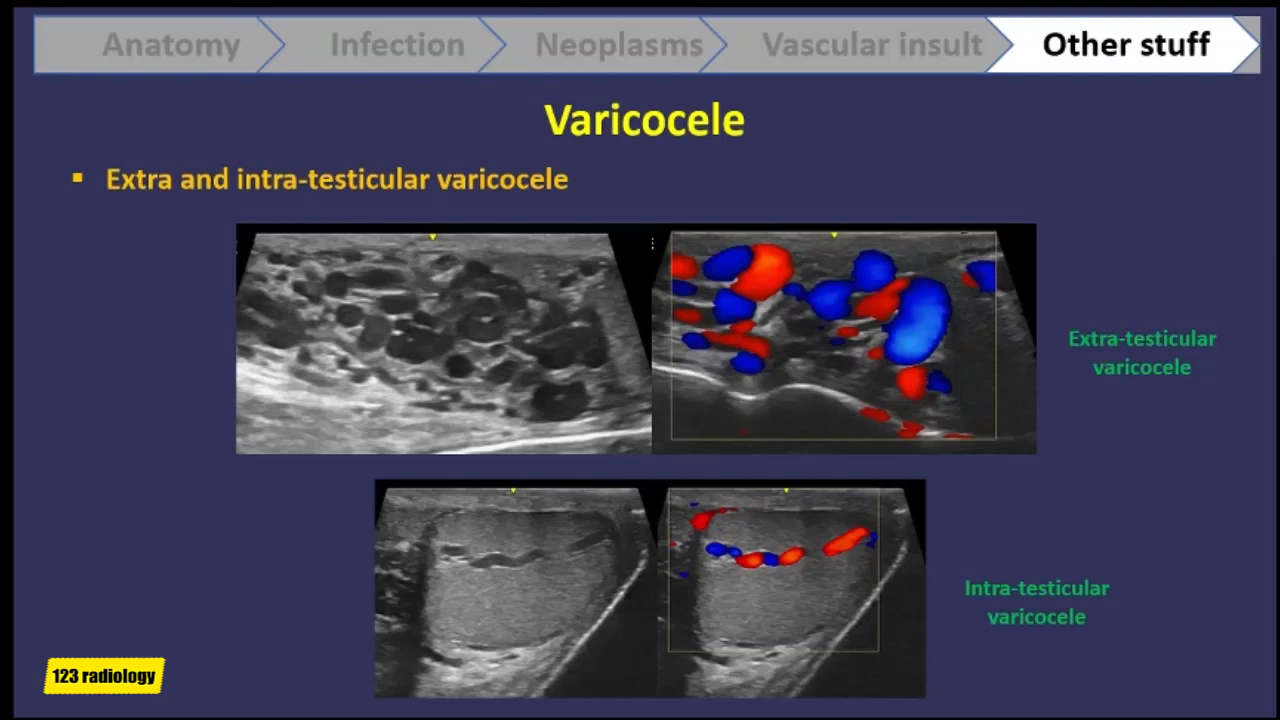 Anatomy
Infection
Neoplasms
Vascular insult
Other stuff
Varicocele
▪ Extra and intra-testicular varicocele
Extra-testicular
varicocele
Intra-testicular
varicocele
123 radiology